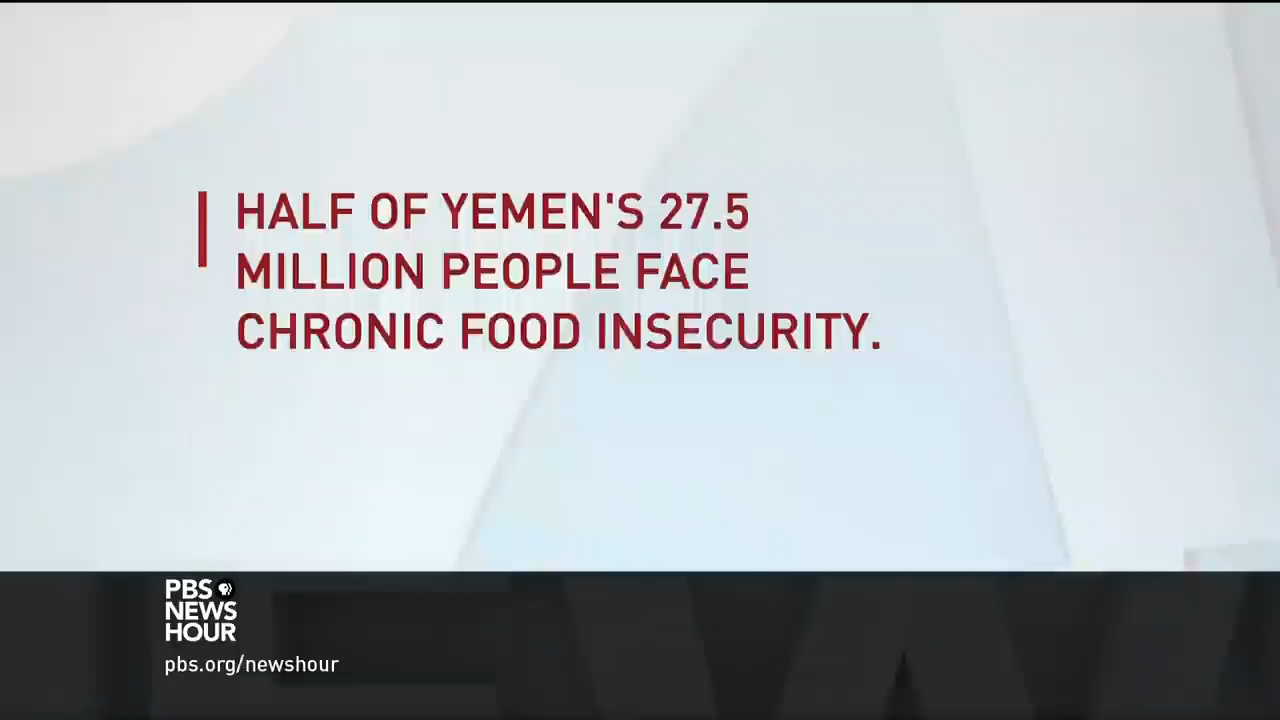 HALF OF YEMEN'S 27.5
MILLION PEOPLE FACE
CHRONIC FOOD INSECURITY.
PBS
NEWS
HOUR
pbs.org/newshour